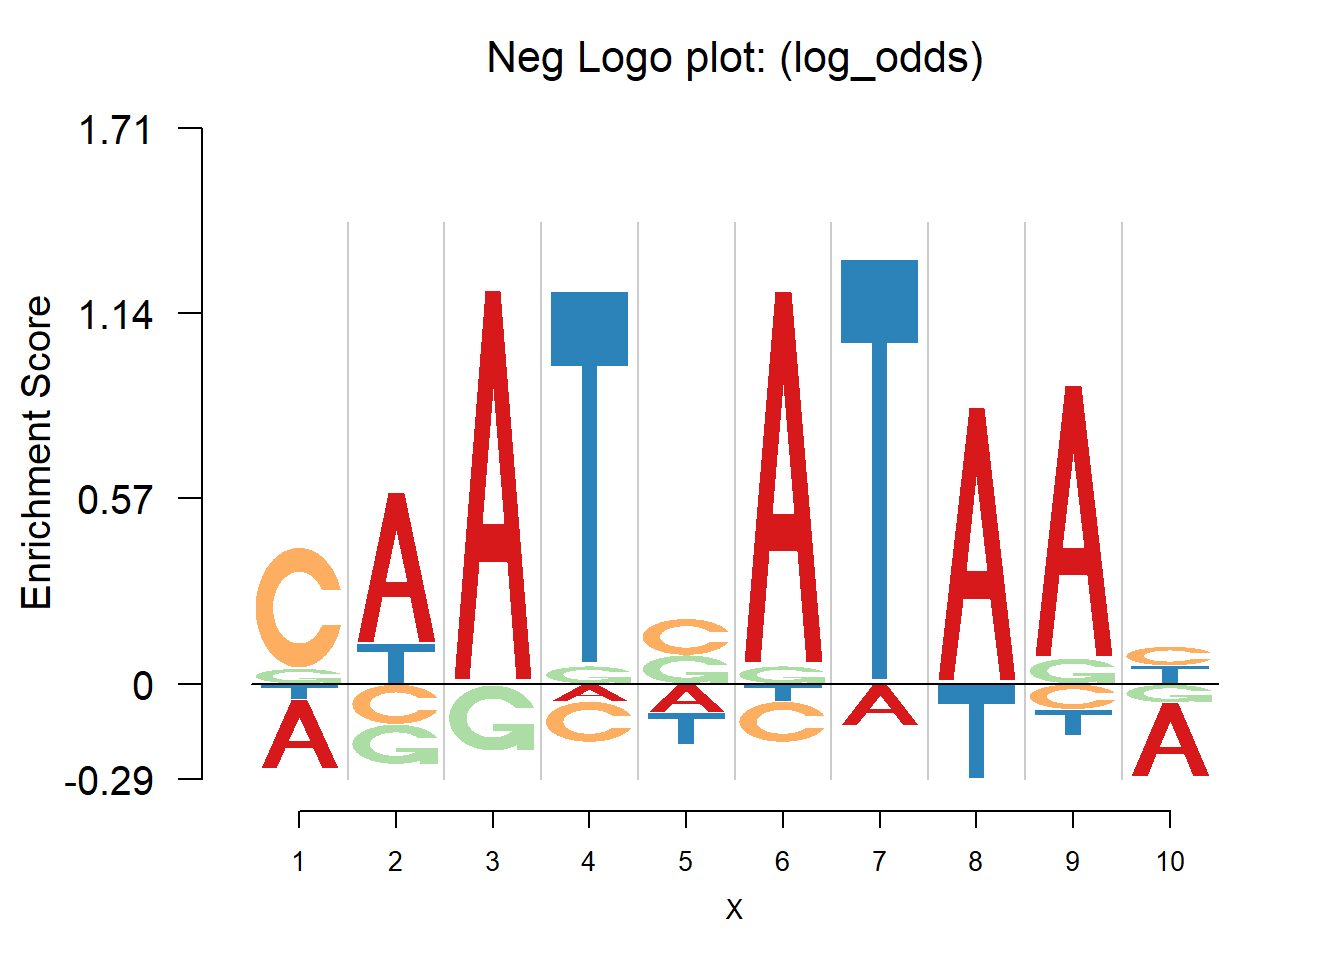 Neg Logo plot: (log_odds)
Enrichment Score
1.71
1.14
0.57
0
-0.29
C A A T C A T A A C
G T G G G G T
T C G A A T A T C G
A G C T C T A
1 2 3 4 5 6 7 8 9 10
X